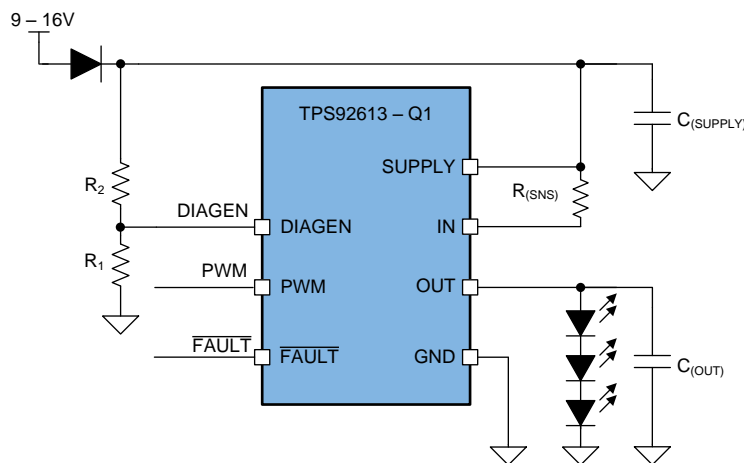 9 – 16V
TPS92613 – Q1
C(SUPPLY)
SUPPLY
R2
R(SNS)
DIAGEN
DIAGEN
IN
R1
PWM
PWM
OUT
FAULT
FAULT
GND
C(OUT)